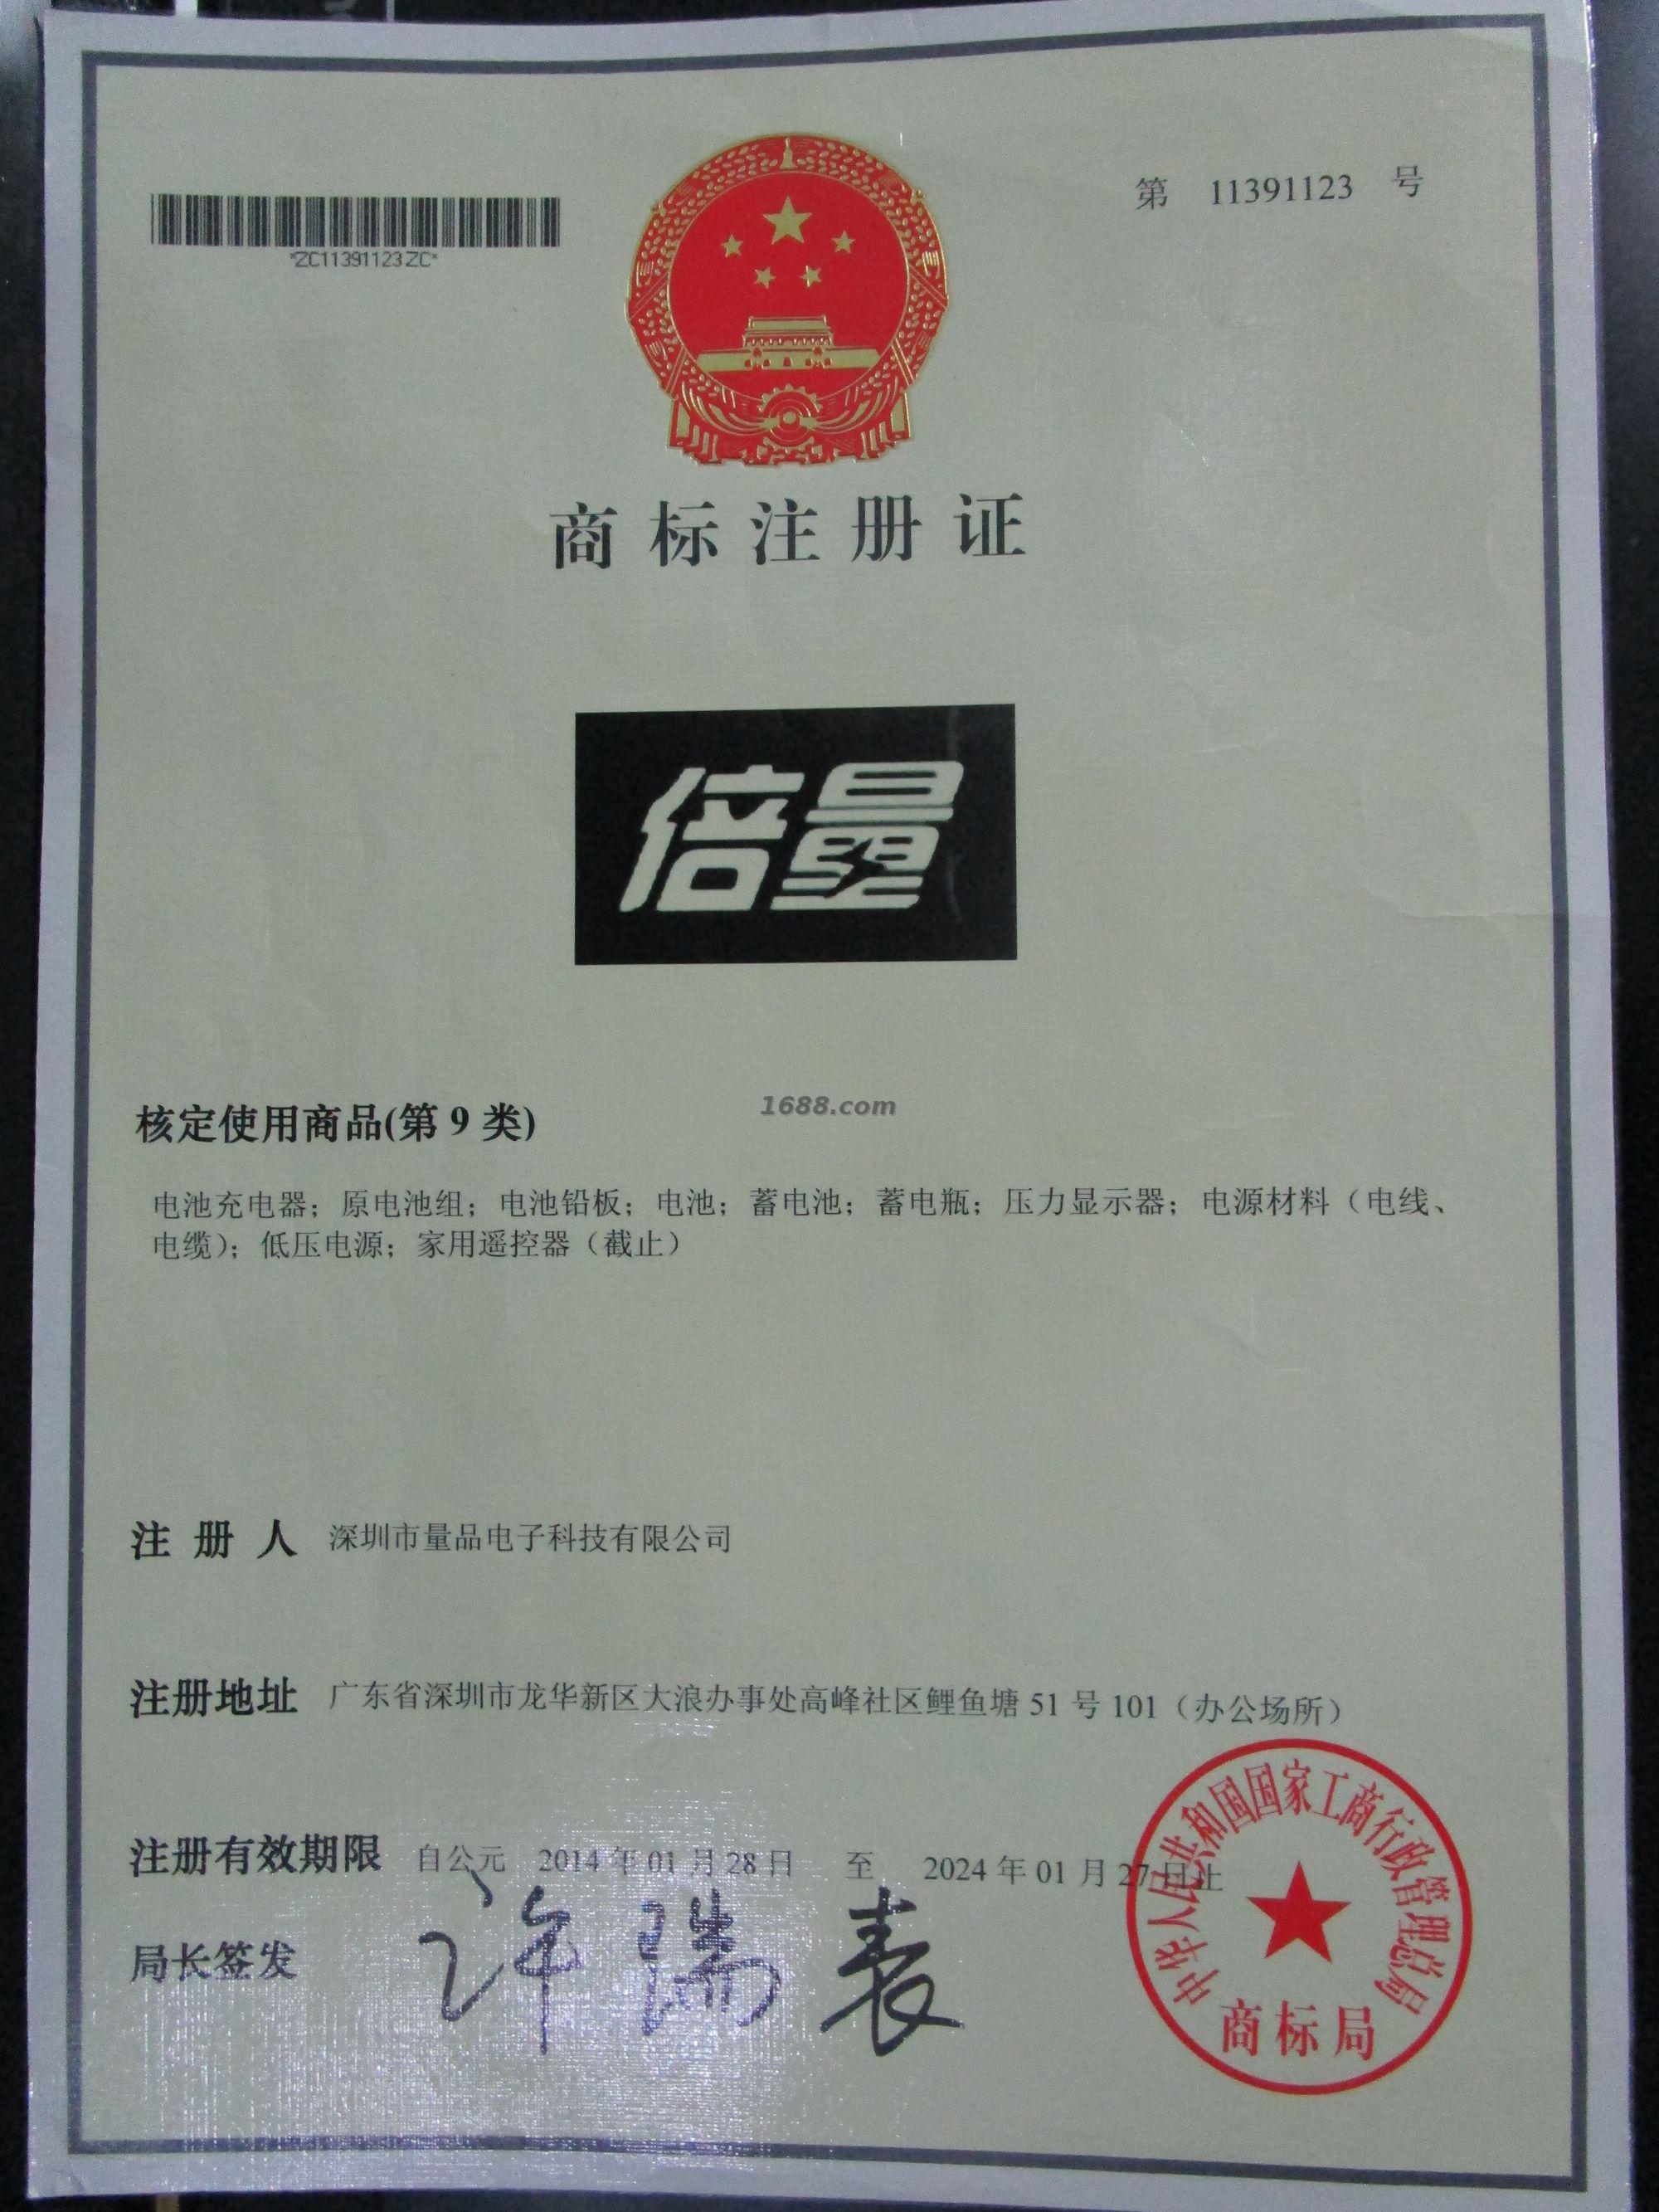 第 11391123 号
*ZC11391123ZC*
商标注册证
倍量
1688.com
核定使用商品(第 9 类)
电池充电器；原电池组；电池铅板；电池；蓄电池；蓄电瓶；压力显示器；电源材料（电线、
电缆）；低压电源；家用遥控器（截止）
注 册 人 深圳市量品电子科技有限公司
注册地址 广东省深圳市龙华新区大浪办事处高峰社区鲤鱼塘 51 号 101（办公场所）
注册有效期限 自公元 2014 年 01 月 28 日 至 2024 年 01 月 27 日止
局长签发 许瑞表
中华人民共和国国家工商行政管理总局
商标局